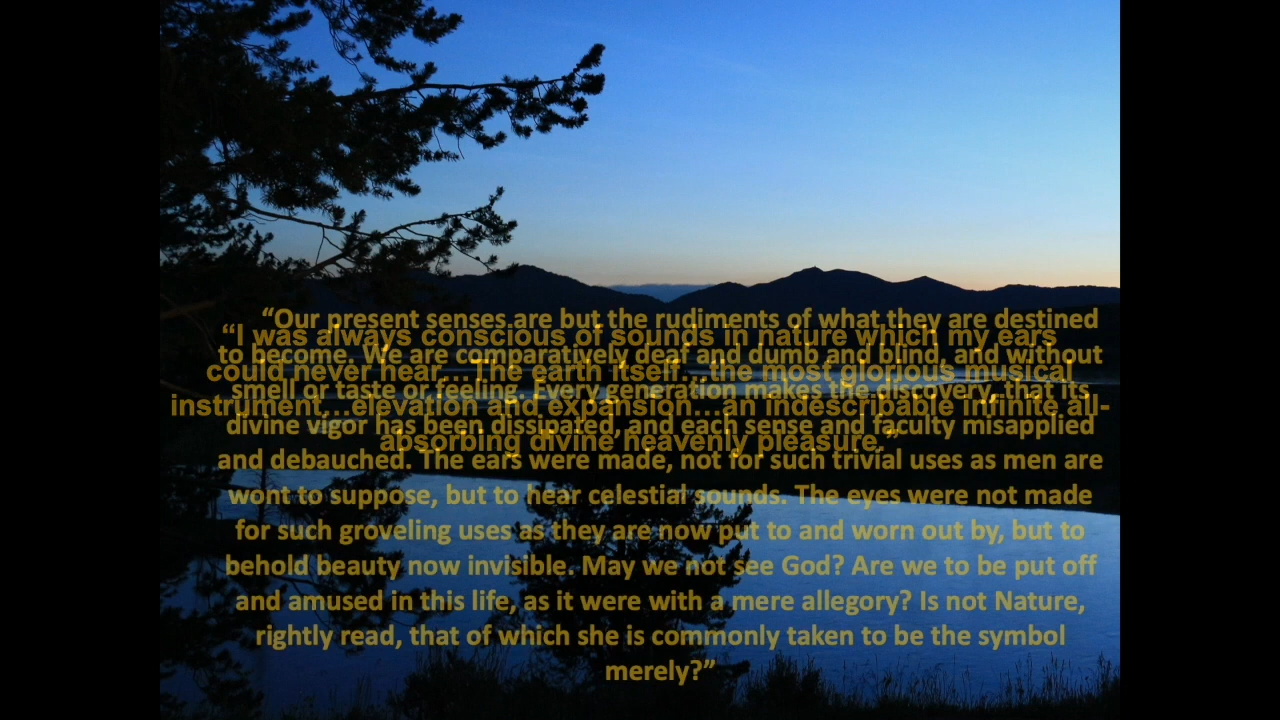 “Our present senses are but the rudiments of what they are destined
to become. We are comparatively deaf and dumb and blind, and without
smell or taste or feeling. Every generation makes the discovery, that its
divine vigor has been dissipated, and each sense and faculty misapplied
and debauched. The ears were made, not for such trivial uses as men are
wont to suppose, but to hear celestial sounds. The eyes were not made
for such groveling uses as they are now put to and worn out by, but to
behold beauty now invisible. May we not see God? Are we to be put off
and amused in this life, as it were with a mere allegory? Is not Nature,
rightly read, that of which she is commonly taken to be the symbol
merely?”
“I was always conscious of sounds in nature which my ears
could never hear...The earth itself...the most glorious musical
instrument...elevation and expansion...an indescribable infinite all-
absorbing divine heavenly pleasure.”